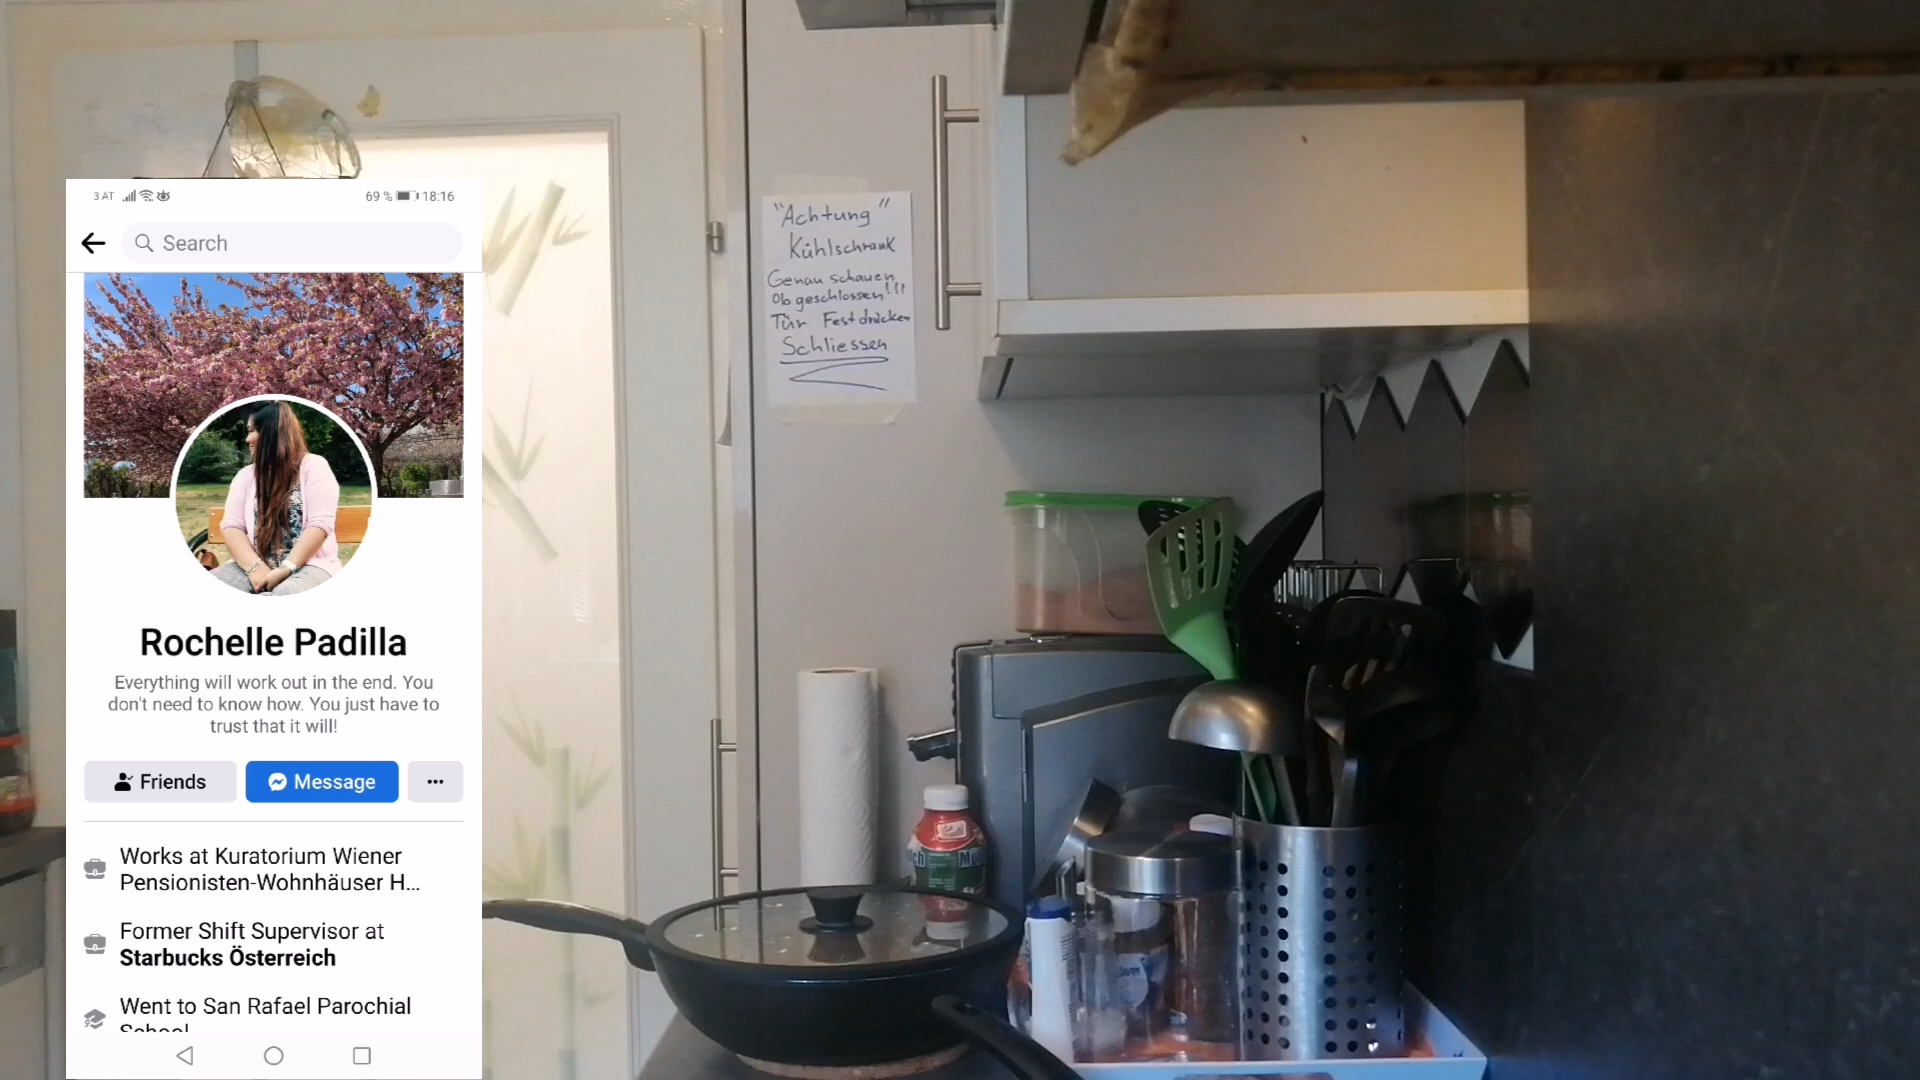 3 AT
69 % 18:16
Search
Rochelle Padilla
Everything will work out in the end. You
don't need to know how. You just have to
trust that it will!
Friends
Message
Works at Kuratorium Wiener
Pensionisten-Wohnhäuser H...
Former Shift Supervisor at
Starbucks Österreich
Went to San Rafael Parochial
School
"Achtung"
Kühlschrank
Genau schauen
Ob geschlossen!!!
Tür Festdrücken
Schliessen